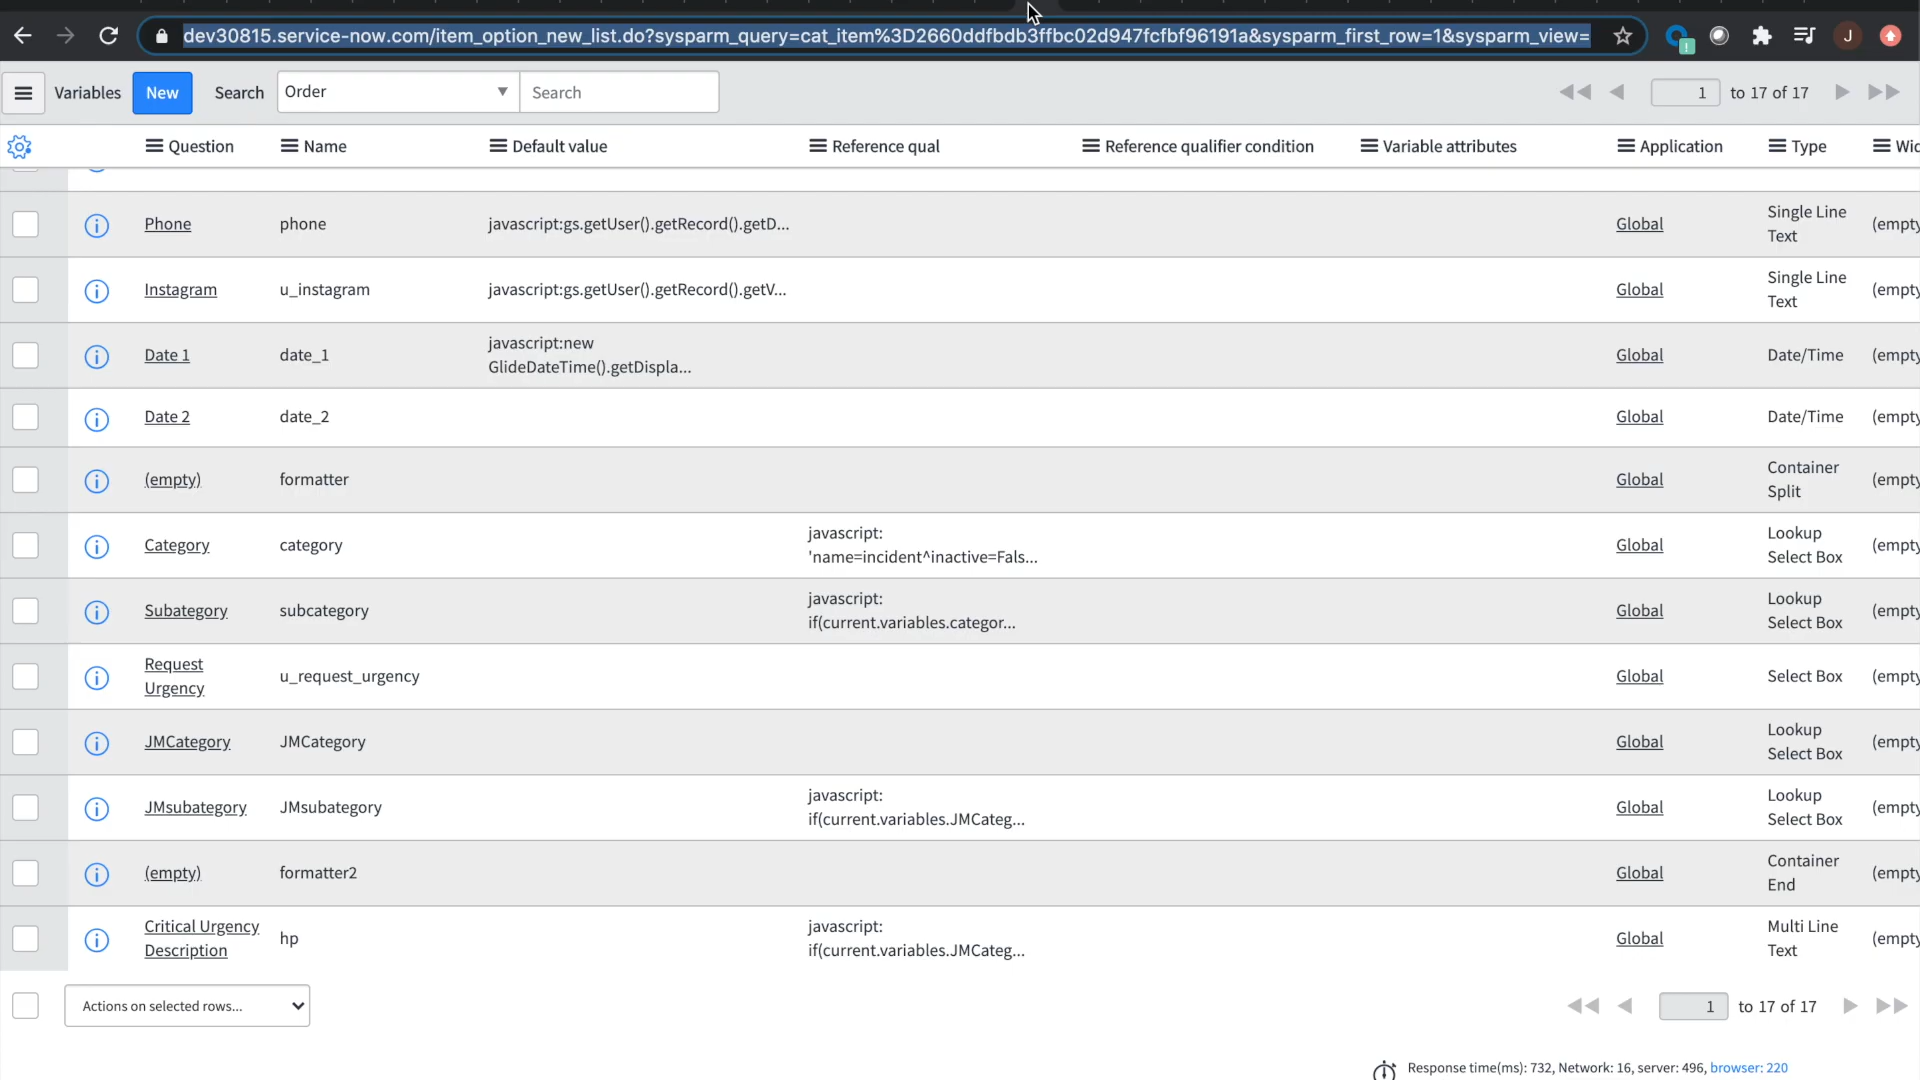 dev30815.service-now.com/item_option_new_list.do?sysparm_query=cat_item%3D2660ddfbdb3ffbc02d947fcfbf96191a&sysparm_first_row=1&sysparm_view=
J
Variables New Search Order Search 1 to 17 of 17
Question Name Default value Reference qual Reference qualifier condition Variable attributes Application Type Wic
Phone phone javascript:gs.getUser().getRecord().getD... Global Single Line Text (empty
Instagram u_instagram javascript:gs.getUser().getRecord().getV... Global Single Line Text (empty
Date 1 date_1 javascript:new GlideDateTime().getDispla... Global Date/Time (empty
Date 2 date_2 Global Date/Time (empty
(empty) formatter Global Container Split (empty
Category category javascript: 'name=incident^inactive=Fals... Global Lookup Select Box (empty
Subategory subcategory javascript: if(current.variables.categor... Global Lookup Select Box (empty
Request Urgency u_request_urgency Global Select Box (empty
JMCategory JMCategory Global Lookup Select Box (empty
JMsubategory JMsubategory javascript: if(current.variables.JMCateg... Global Lookup Select Box (empty
(empty) formatter2 Global Container End (empty
Critical Urgency Description hp javascript: if(current.variables.JMCateg... Global Multi Line Text (empty
Actions on selected rows... 1 to 17 of 17
Response time(ms): 732, Network: 16, server: 496, browser: 220